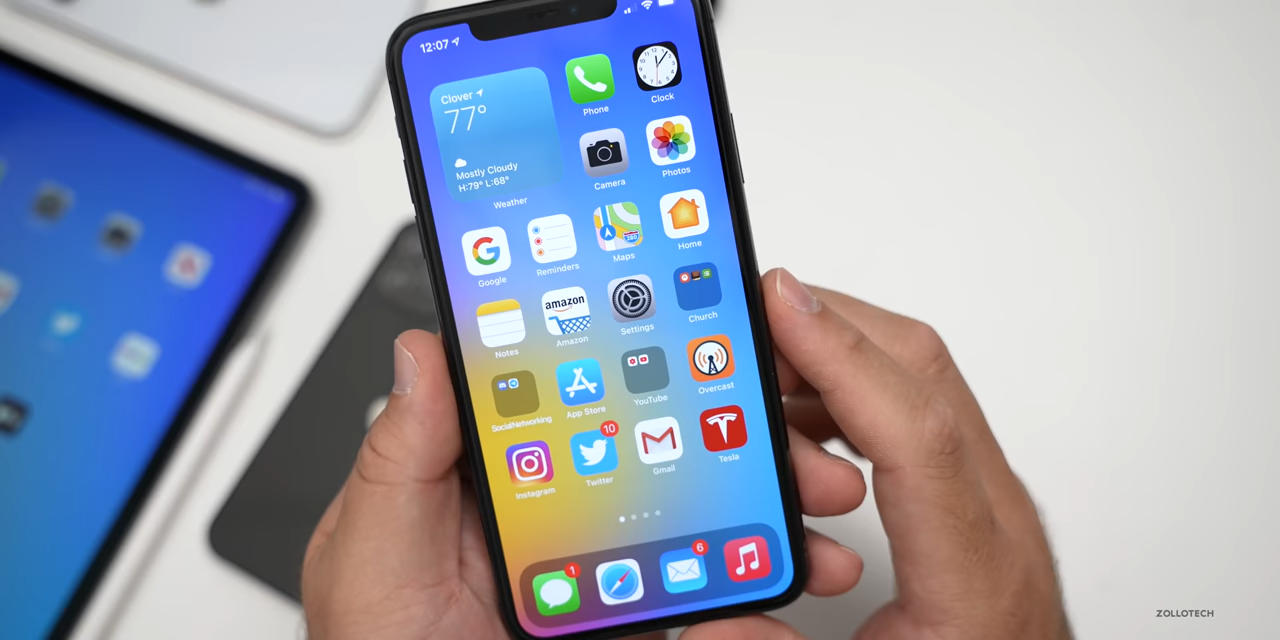 12:07
Clover
77°
Mostly Cloudy
H:79° L:68°
Weather
Phone
Clock
Camera
Photos
Google
Reminders
Maps
Home
280
Notes
amazon
Amazon
Settings
Church
SocialNetworking
App Store
YouTube
Overcast
10
Instagram
Twitter
Gmail
Tesla
1
6
ZOLLOTECH